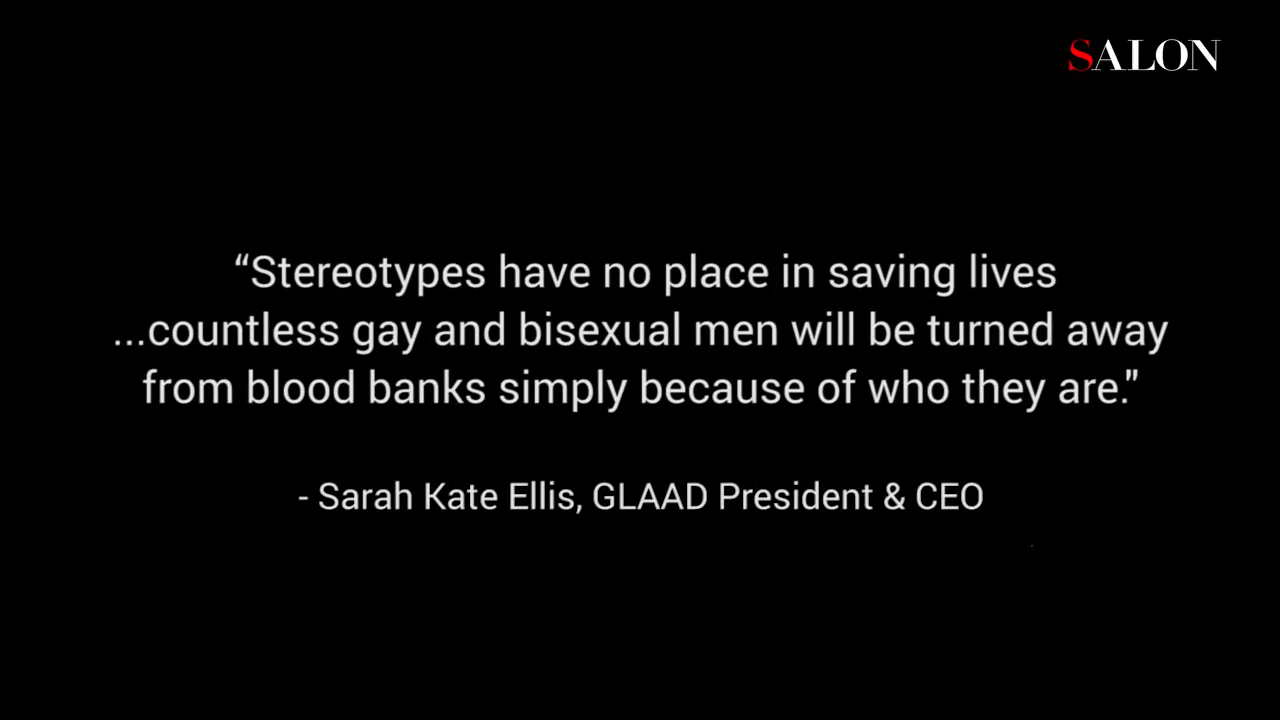 SALON
“Stereotypes have no place in saving lives
...countless gay and bisexual men will be turned away
from blood banks simply because of who they are."
- Sarah Kate Ellis, GLAAD President & CEO